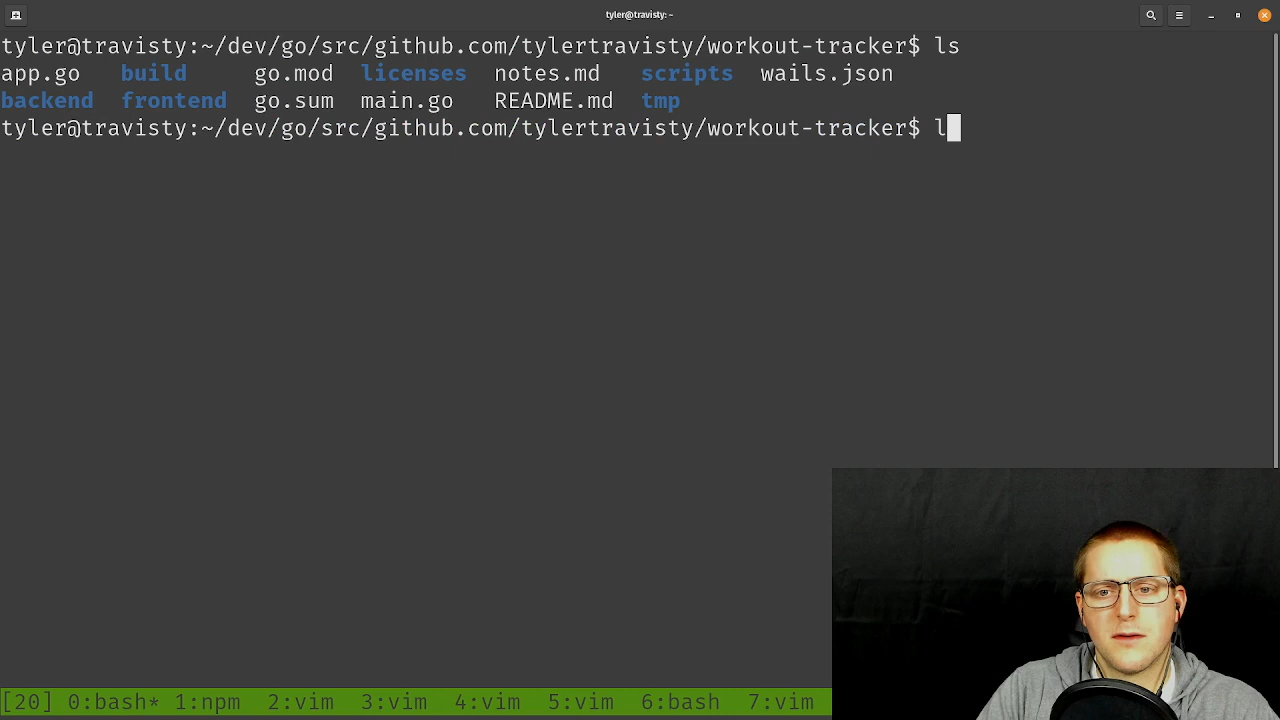 tyler@travisty: ~
tyler@travisty:~/dev/go/src/github.com/tylertravisty/workout-tracker$ ls
app.go build go.mod licenses notes.md scripts wails.json
backend frontend go.sum main.go README.md tmp
tyler@travisty:~/dev/go/src/github.com/tylertravisty/workout-tracker$ l
[20] 0:bash* 1:npm 2:vim 3:vim 4:vim 5:vim 6:bash 7:vim